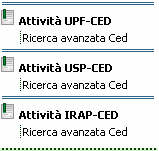 Attività UPF-CED
Ricerca avanzata Ced
Attività USP-CED
Ricerca avanzata Ced
Attività IRAP-CED
Ricerca avanzata Ced